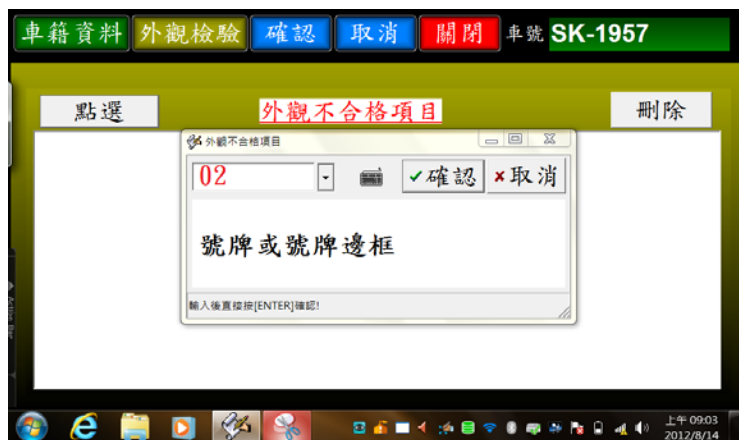 車籍資料 外觀檢驗 確認 取消 關閉 車號 SK-1957
點選 外觀不合格項目 刪除
外觀不合格項目
02 確認 取消
號牌或號牌邊框
輸入後直接按[ENTER]確認!
Action Bar
上午 09:03
2012/8/14